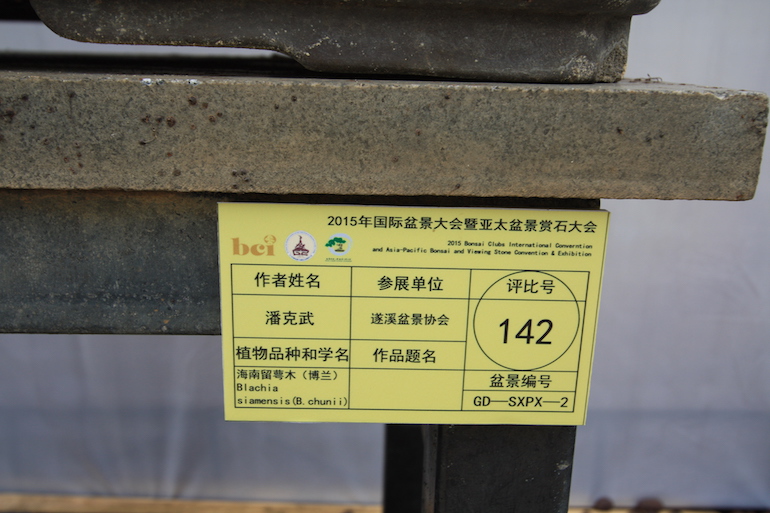 2015年国际盆景大会暨亚太盆景赏石大会
bci
2015 Bonsai Clubs International Converntion
and Asia-Pacific Bonsai and Viewing Stone Convention & Exhibition
作者姓名 参展单位 评比号
潘克武 遂溪盆景协会 142
植物品种和学名 作品题名
海南留萼木（博兰）
Blachia
siamensis(B.chunii)
盆景编号
GD—SXPX—2